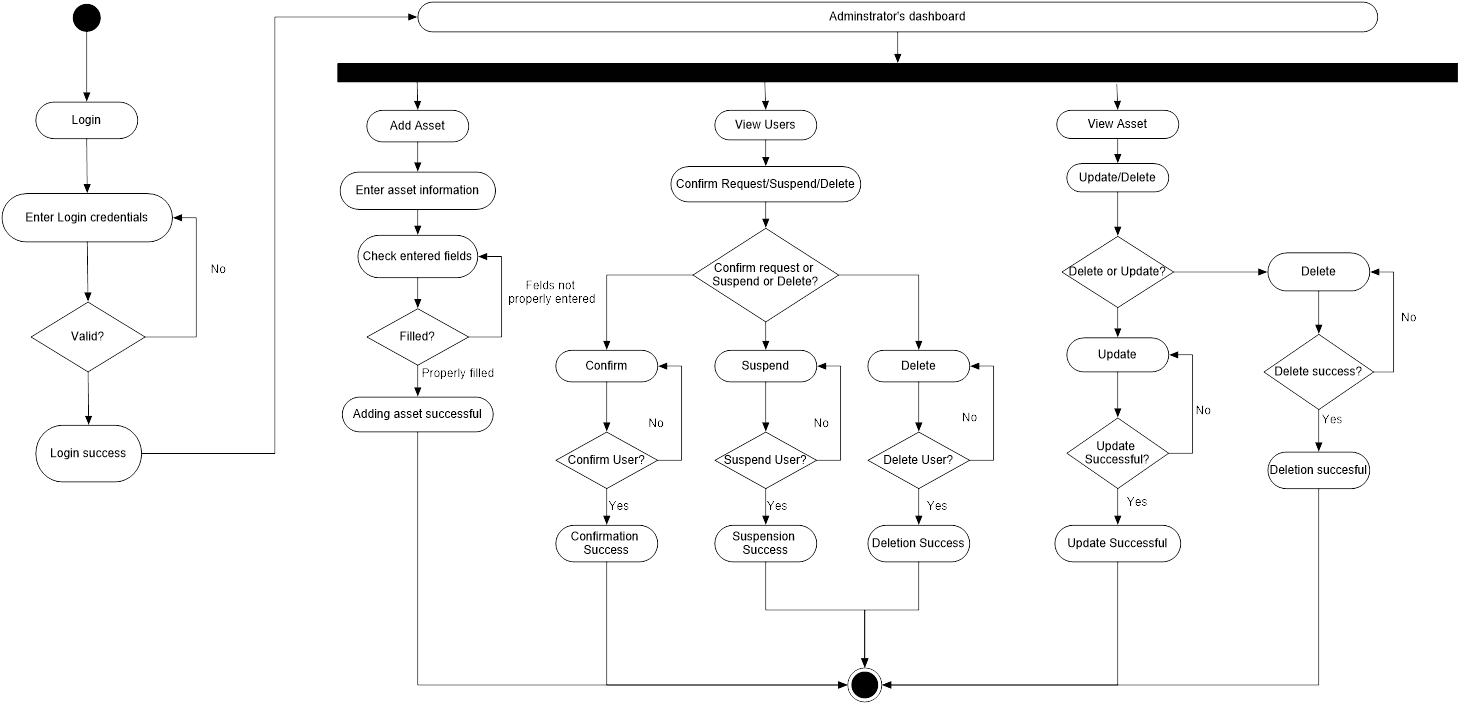 Adminstrator's dashboard
Login
Enter Login credentials
No
Valid?
Login success
Add Asset
Enter asset information
Check entered fields
Felds not
properly entered
Filled?
Properly filled
Adding asset successful
View Users
Confirm Request/Suspend/Delete
Confirm request or
Suspend or Delete?
Confirm
No
Confirm User?
Yes
Confirmation
Success
Suspend
No
Suspend User?
Yes
Suspension
Success
Delete
No
Delete User?
Yes
Deletion Success
View Asset
Update/Delete
Delete or Update?
Update
No
Update
Successful?
Yes
Update Successful
Delete
No
Delete success?
Yes
Deletion succesful